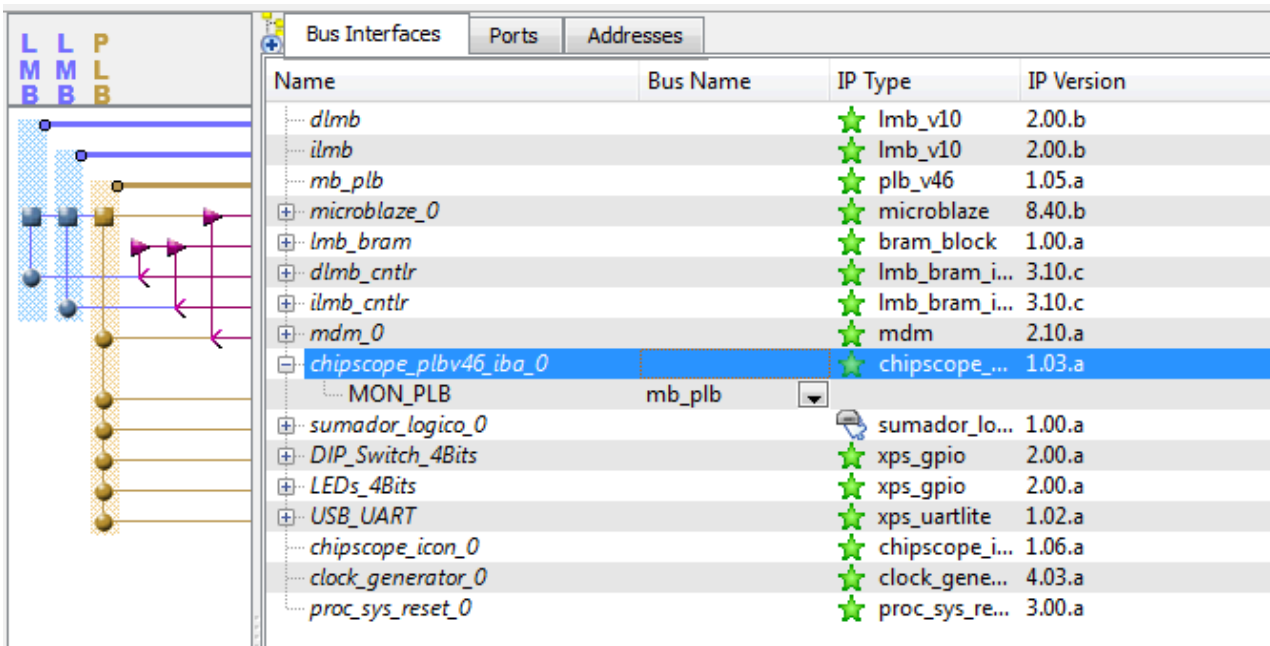 L L P
M M L
B B B
Bus Interfaces Ports Addresses
Name Bus Name IP Type IP Version
dlmb lmb_v10 2.00.b
ilmb lmb_v10 2.00.b
mb_plb plb_v46 1.05.a
microblaze_0 microblaze 8.40.b
lmb_bram bram_block 1.00.a
dlmb_cntlr lmb_bram_i... 3.10.c
ilmb_cntlr lmb_bram_i... 3.10.c
mdm_0 mdm 2.10.a
chipscope_plbv46_iba_0 chipscope_... 1.03.a
MON_PLB mb_plb
sumador_logico_0 sumador_lo... 1.00.a
DIP_Switch_4Bits xps_gpio 2.00.a
LEDs_4Bits xps_gpio 2.00.a
USB_UART xps_uartlite 1.02.a
chipscope_icon_0 chipscope_i... 1.06.a
clock_generator_0 clock_gene... 4.03.a
proc_sys_reset_0 proc_sys_re... 3.00.a